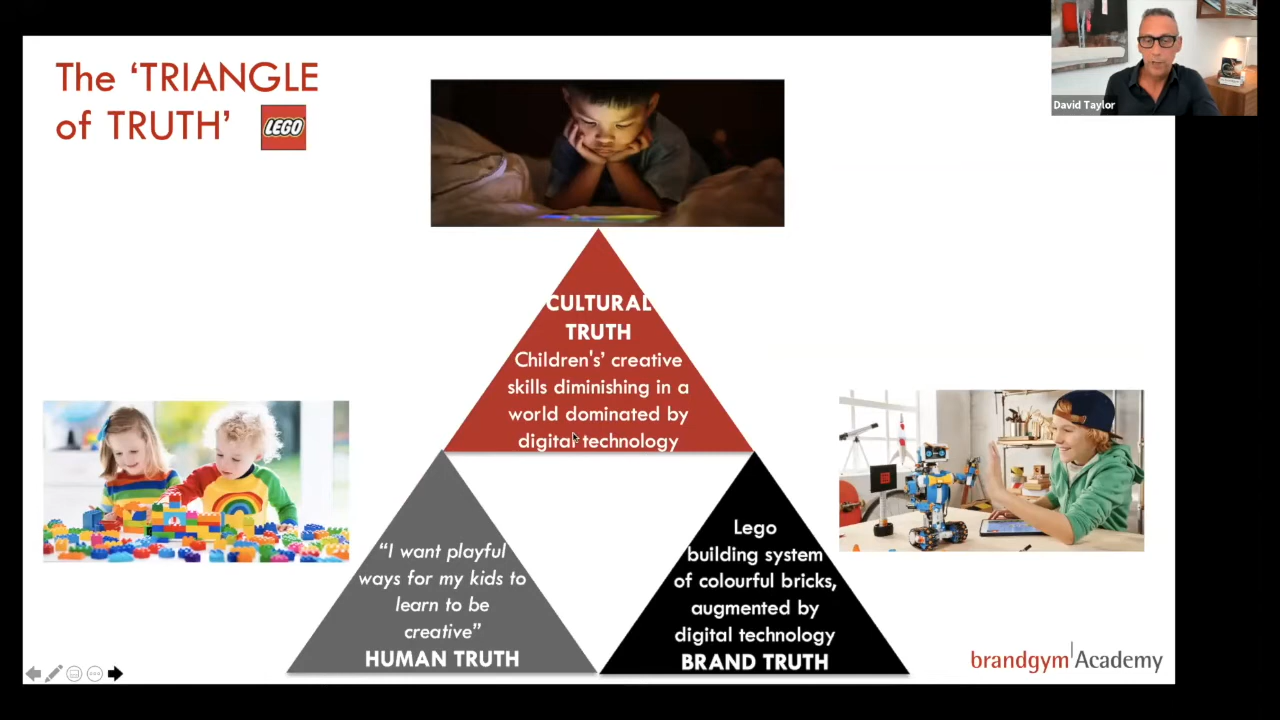 The ‘TRIANGLE
of TRUTH’
LEGO
David Taylor
CULTURAL
TRUTH
Children's’ creative
skills diminishing in a
world dominated by
digital technology
“I want playful
ways for my kids to
learn to be
creative”
HUMAN TRUTH
Lego
building system
of colourful bricks,
augmented by
digital technology
BRAND TRUTH
brandgym Academy